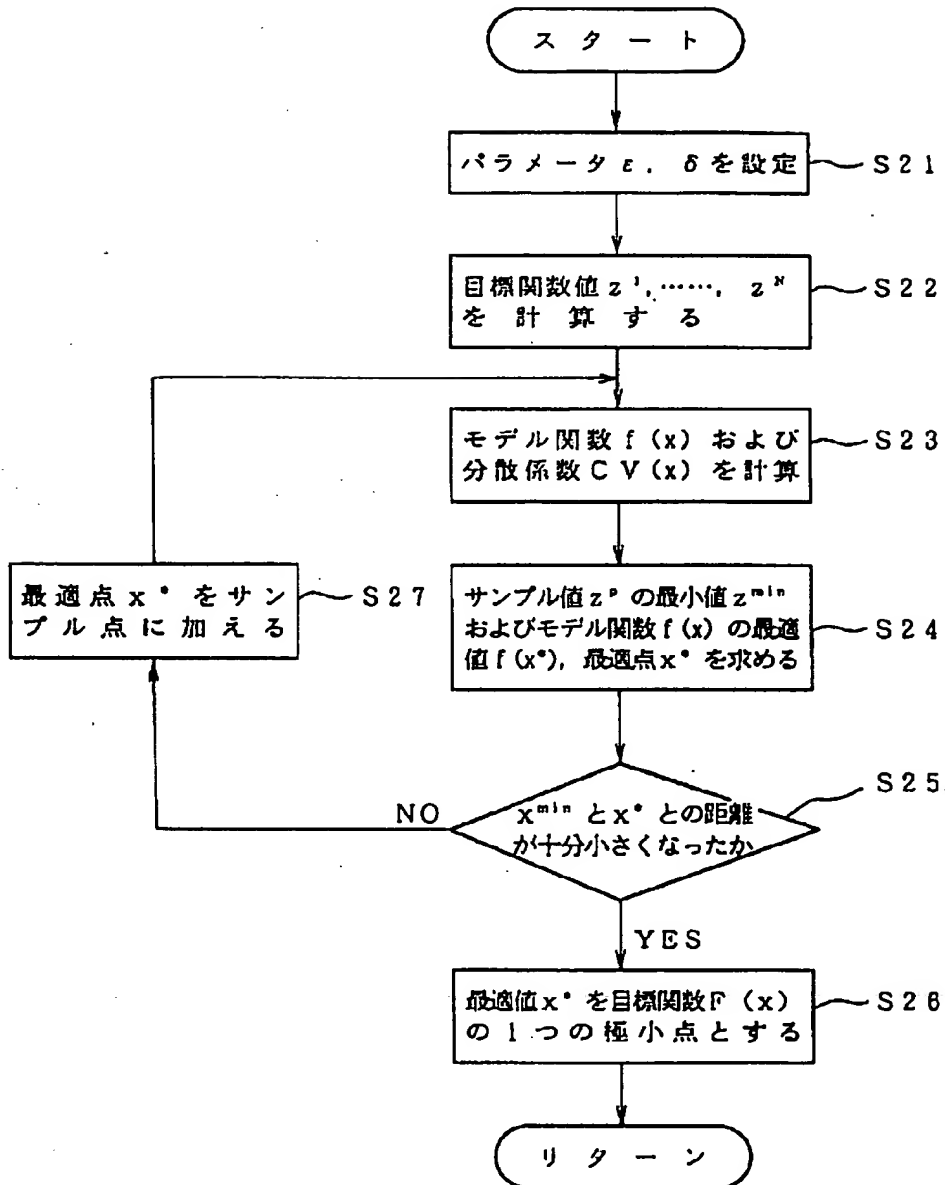 スタート
パラメータε, δを設定
S21
目標関数値z¹,……, zᴺ
を計算する
S22
モデル関数f(x)および
分散係数CV(x)を計算
S23
サンプル値zᵖの最小値zᵐⁱⁿ
およびモデル関数f(x)の最適
値f(x*), 最適点x*を求める
S24
最適点x*をサン
プル点に加える
S27
xᵐⁱⁿとx*との距離
が十分小さくなったか
S25
NO
YES
最適値x*を目標関数F(x)
の1つの極小点とする
S26
リターン